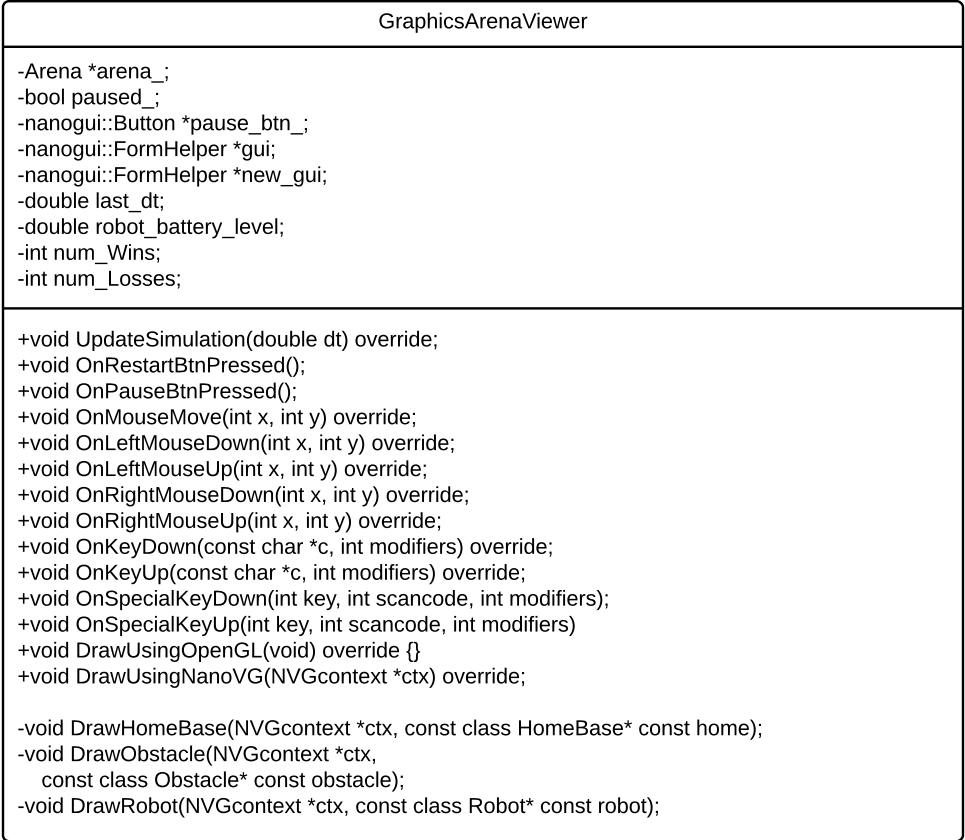 GraphicsArenaViewer
-Arena *arena_;
-bool paused_;
-nanogui::Button *pause_btn_;
-nanogui::FormHelper *gui;
-nanogui::FormHelper *new_gui;
-double last_dt;
-double robot_battery_level;
-int num_Wins;
-int num_Losses;
+void UpdateSimulation(double dt) override;
+void OnRestartBtnPressed();
+void OnPauseBtnPressed();
+void OnMouseMove(int x, int y) override;
+void OnLeftMouseDown(int x, int y) override;
+void OnLeftMouseUp(int x, int y) override;
+void OnRightMouseDown(int x, int y) override;
+void OnRightMouseUp(int x, int y) override;
+void OnKeyDown(const char *c, int modifiers) override;
+void OnKeyUp(const char *c, int modifiers) override;
+void OnSpecialKeyDown(int key, int scancode, int modifiers);
+void OnSpecialKeyUp(int key, int scancode, int modifiers)
+void DrawUsingOpenGL(void) override {}
+void DrawUsingNanoVG(NVGcontext *ctx) override;
-void DrawHomeBase(NVGcontext *ctx, const class HomeBase* const home);
-void DrawObstacle(NVGcontext *ctx,
const class Obstacle* const obstacle);
-void DrawRobot(NVGcontext *ctx, const class Robot* const robot);